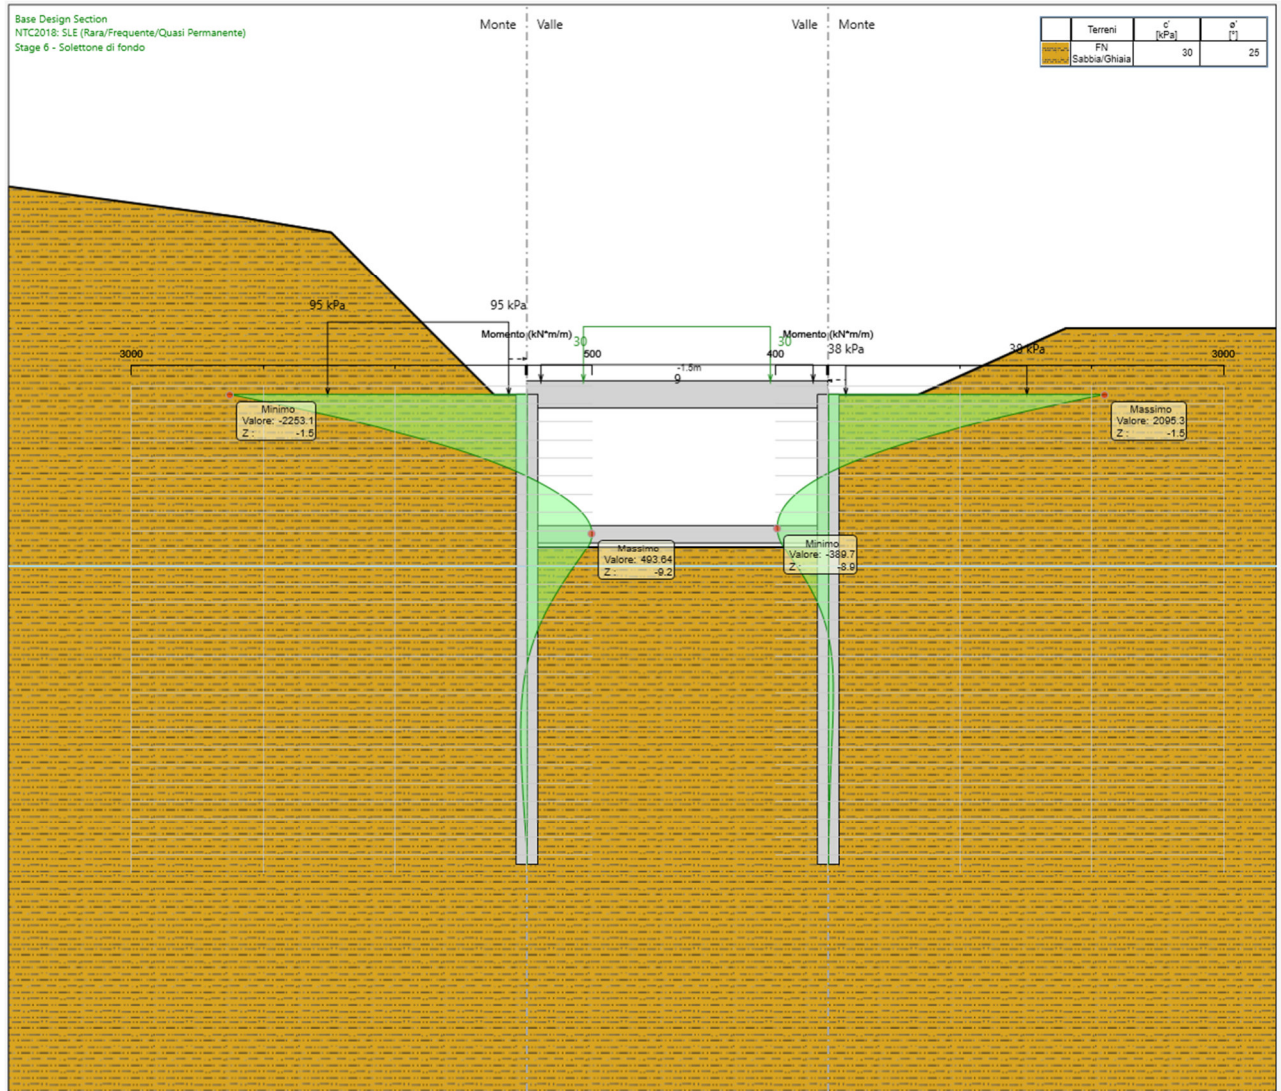 Base Design Section
NTC2018: SLE (Rara/Frequente/Quasi Permanente)
Stage 6 - Solettone di fondo
Monte Valle
Valle Monte
Terreni c' [kPa] ø' [°]
FN Sabbia/Ghiaia 30 25
95 kPa 95 kPa
Momento (kN*m/m) Momento (kN*m/m)
30 30
38 kPa 38 kPa
3000 500 400 3000
-1.5m
9
Minimo
Valore: -2253.1
Z : -1.5
Massimo
Valore: 2095.3
Z : -1.5
Massimo
Valore: 493.64
Z : -9.2
Minimo
Valore: -389.7
Z : -8.9